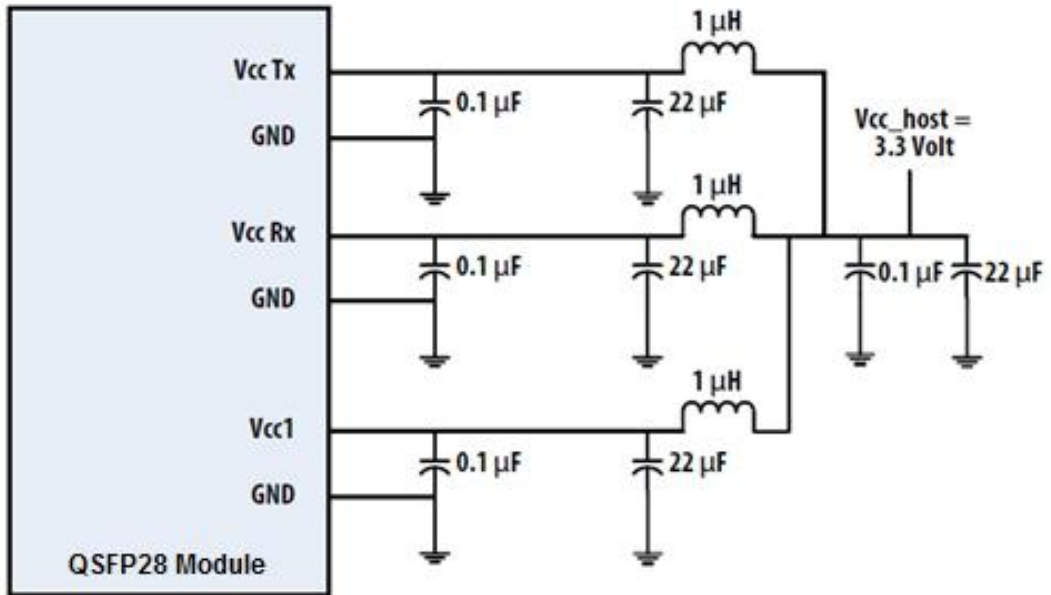 1 μH
Vcc Tx
0.1 μF
22 μF
GND
Vcc_host =
3.3 Volt
1 μH
Vcc Rx
0.1 μF
22 μF
0.1 μF
22 μF
GND
1 μH
Vcc1
0.1 μF
22 μF
GND
QSFP28 Module